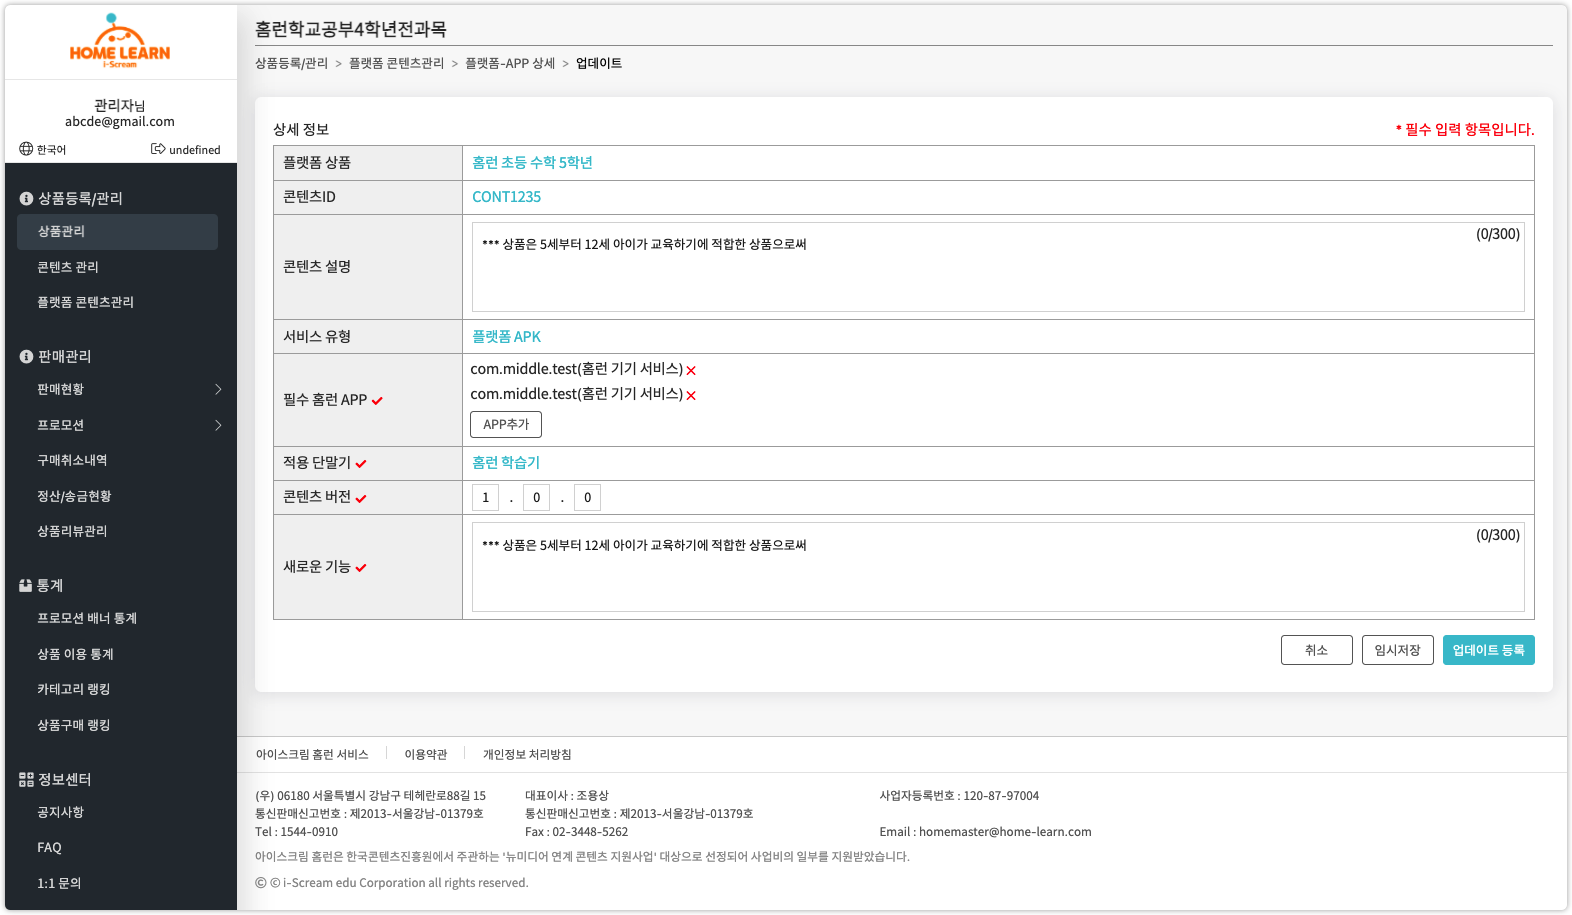 HOME LEARN
i-Scream
관리자님
abcde@gmail.com
한국어
undefined
상품등록/관리
상품관리
콘텐츠 관리
플랫폼 콘텐츠관리
판매관리
판매현황
프로모션
구매취소내역
정산/송금현황
상품리뷰관리
통계
프로모션 배너 통계
상품 이용 통계
카테고리 랭킹
상품구매 랭킹
정보센터
공지사항
FAQ
1:1 문의
홈런학교공부4학년전과목
상품등록/관리 > 플랫폼 콘텐츠관리 > 플랫폼-APP 상세 > 업데이트
상세 정보
* 필수 입력 항목입니다.
플랫폼 상품
홈런 초등 수학 5학년
콘텐츠ID
CONT1235
콘텐츠 설명
*** 상품은 5세부터 12세 아이가 교육하기에 적합한 상품으로써
(0/300)
서비스 유형
플랫폼 APK
필수 홈런 APP
com.middle.test(홈런 기기 서비스)
com.middle.test(홈런 기기 서비스)
APP추가
적용 단말기
홈런 학습기
콘텐츠 버전
1 . 0 . 0
새로운 기능
*** 상품은 5세부터 12세 아이가 교육하기에 적합한 상품으로써
(0/300)
취소
임시저장
업데이트 등록
아이스크림 홈런 서비스
이용약관
개인정보 처리방침
(우) 06180 서울특별시 강남구 테헤란로88길 15
대표이사 : 조용상
사업자등록번호 : 120-87-97004
통신판매신고번호 : 제2013-서울강남-01379호
통신판매신고번호 : 제2013-서울강남-01379호
Tel : 1544-0910
Fax : 02-3448-5262
Email : homemaster@home-learn.com
아이스크림 홈런은 한국콘텐츠진흥원에서 주관하는 '뉴미디어 연계 콘텐츠 지원사업' 대상으로 선정되어 사업비의 일부를 지원받았습니다.
© © i-Scream edu Corporation all rights reserved.